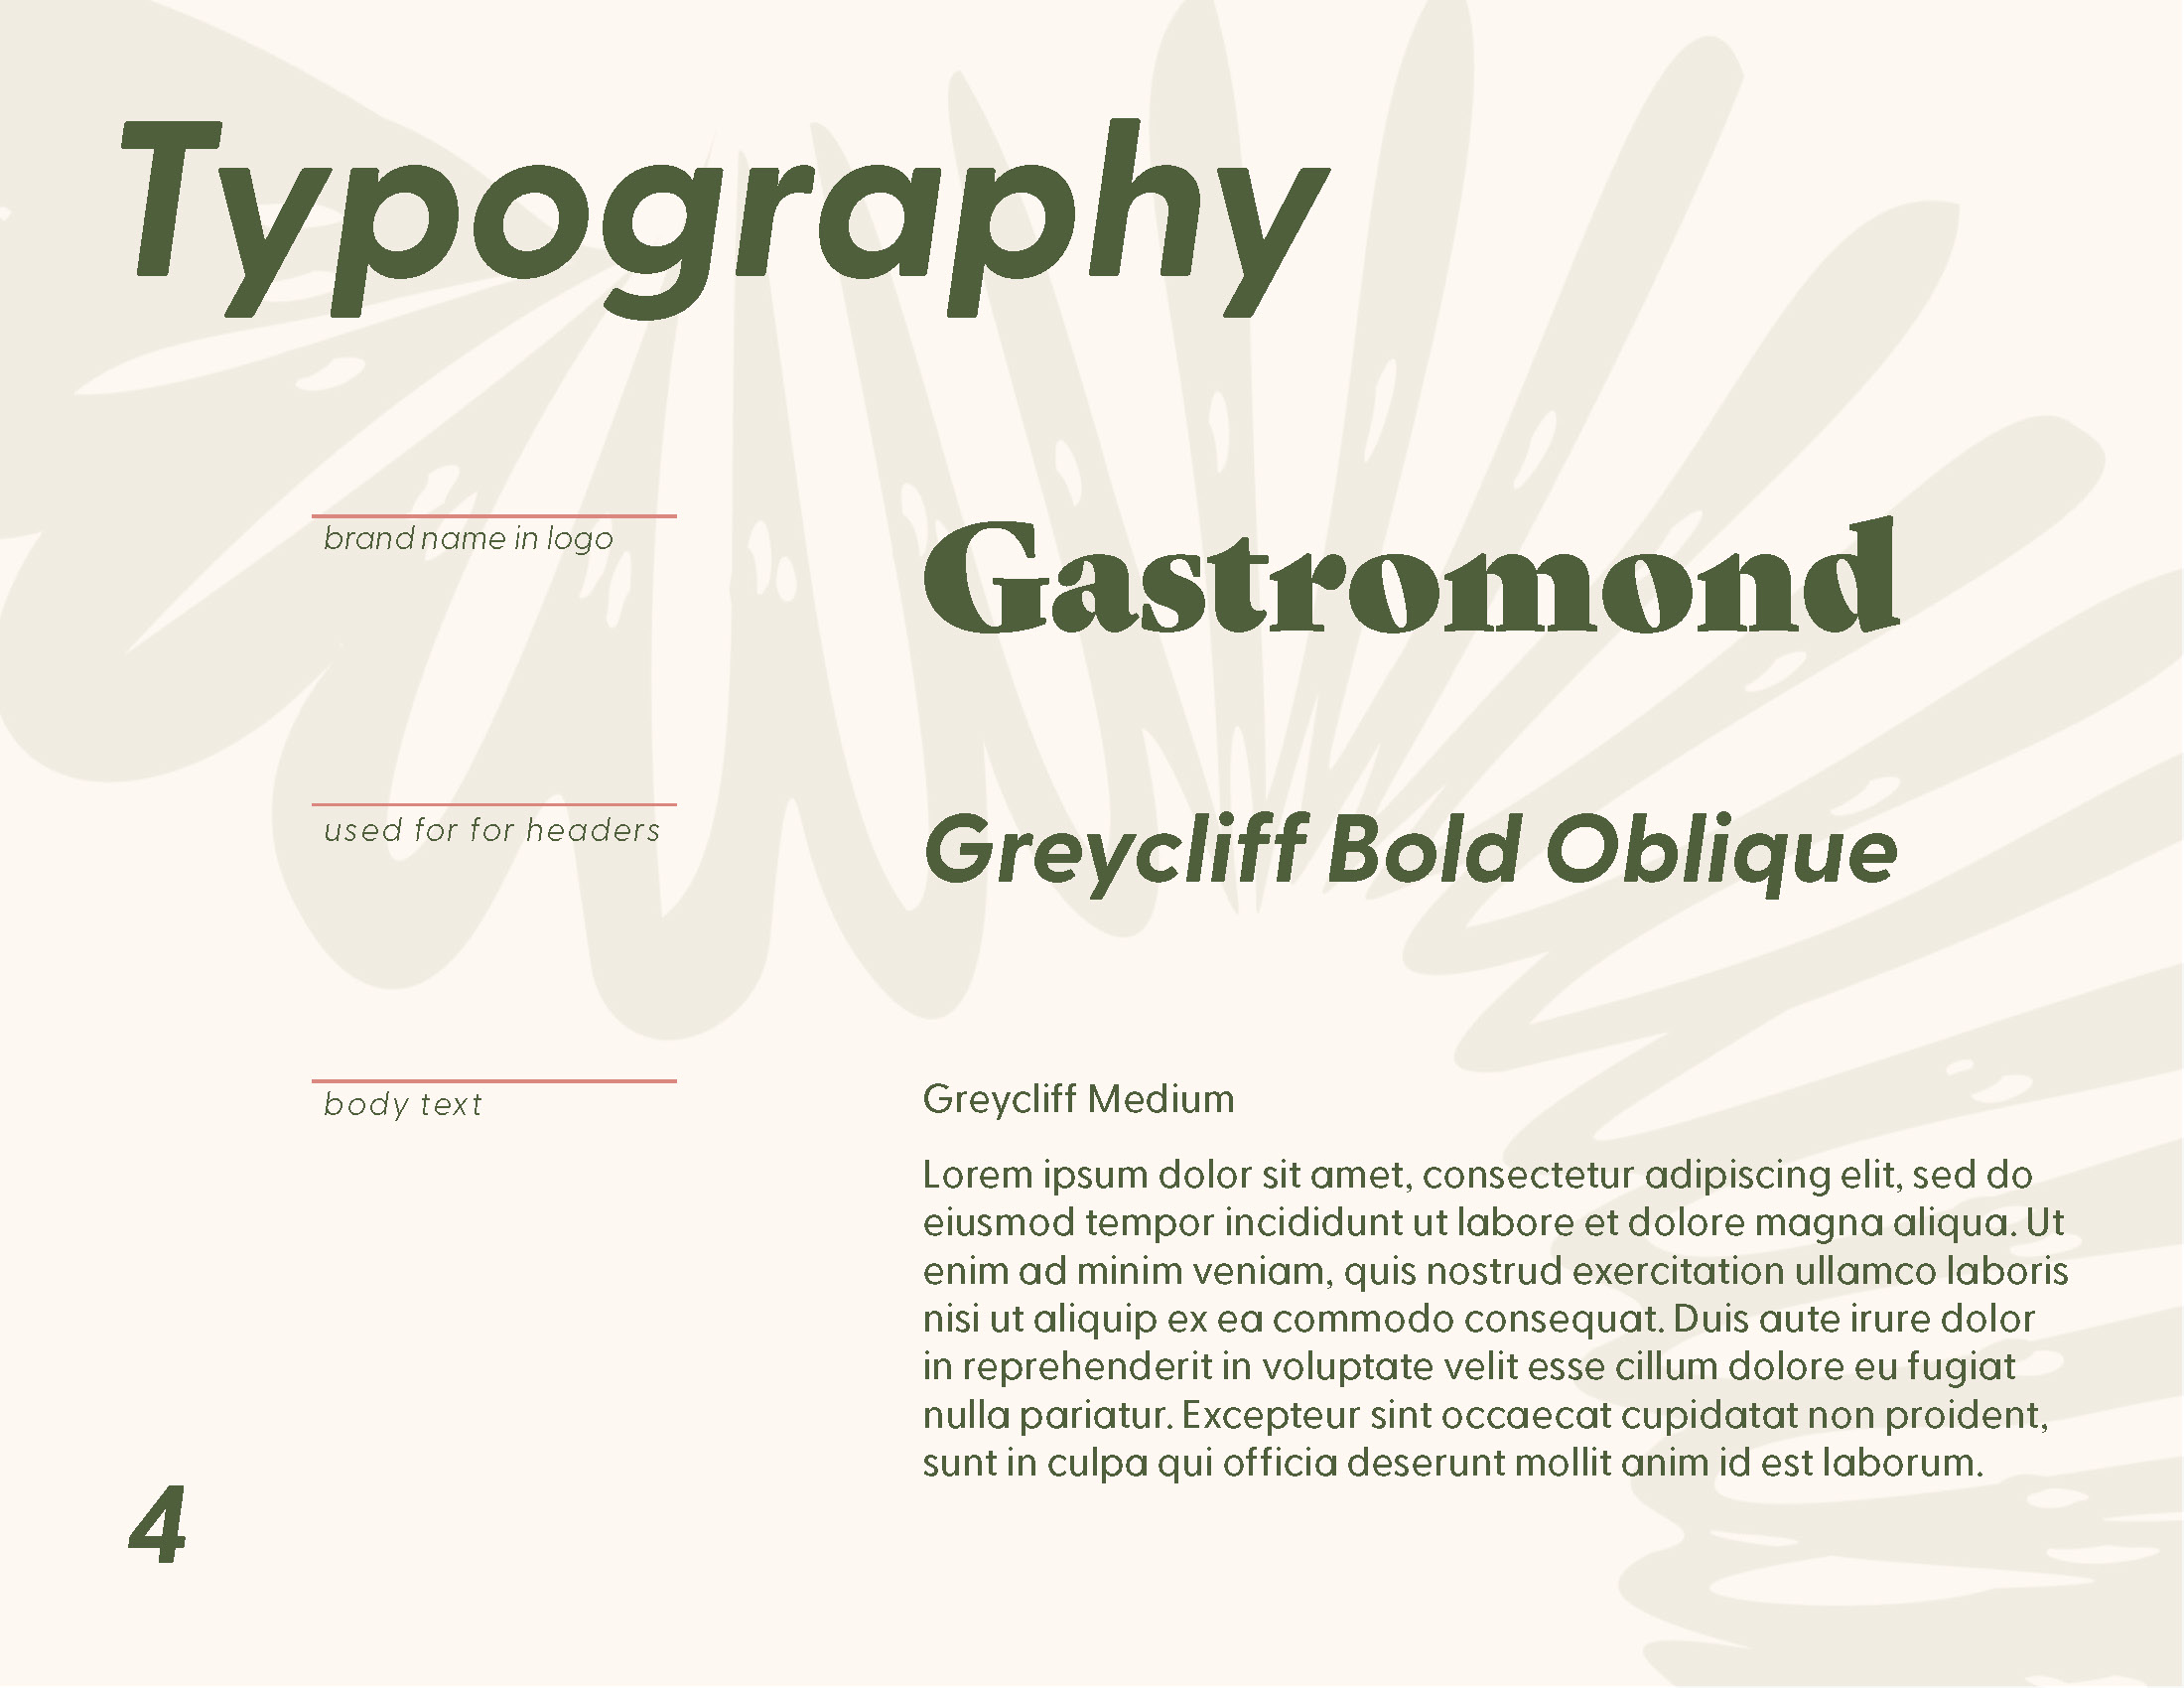 Typography
brand name in logo
Gastromond
used for for headers
Greycliff Bold Oblique
body text
Greycliff Medium
Lorem ipsum dolor sit amet, consectetur adipiscing elit, sed do
eiusmod tempor incididunt ut labore et dolore magna aliqua. Ut
enim ad minim veniam, quis nostrud exercitation ullamco laboris
nisi ut aliquip ex ea commodo consequat. Duis aute irure dolor
in reprehenderit in voluptate velit esse cillum dolore eu fugiat
nulla pariatur. Excepteur sint occaecat cupidatat non proident,
sunt in culpa qui officia deserunt mollit anim id est laborum.
4